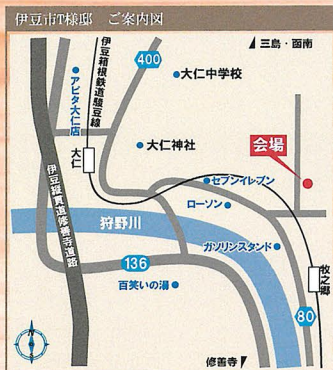 伊豆市T様邸　ご案内図
三島・函南
伊豆箱根鉄道駿豆線
400
アピタ大仁店
大仁中学校
大仁
大仁神社
会場
セブンイレブン
ローソン
伊豆縦貫道修善寺道路
狩野川
ガソリンスタンド
136
牧之郷
百笑いの湯
80
N
S
修善寺